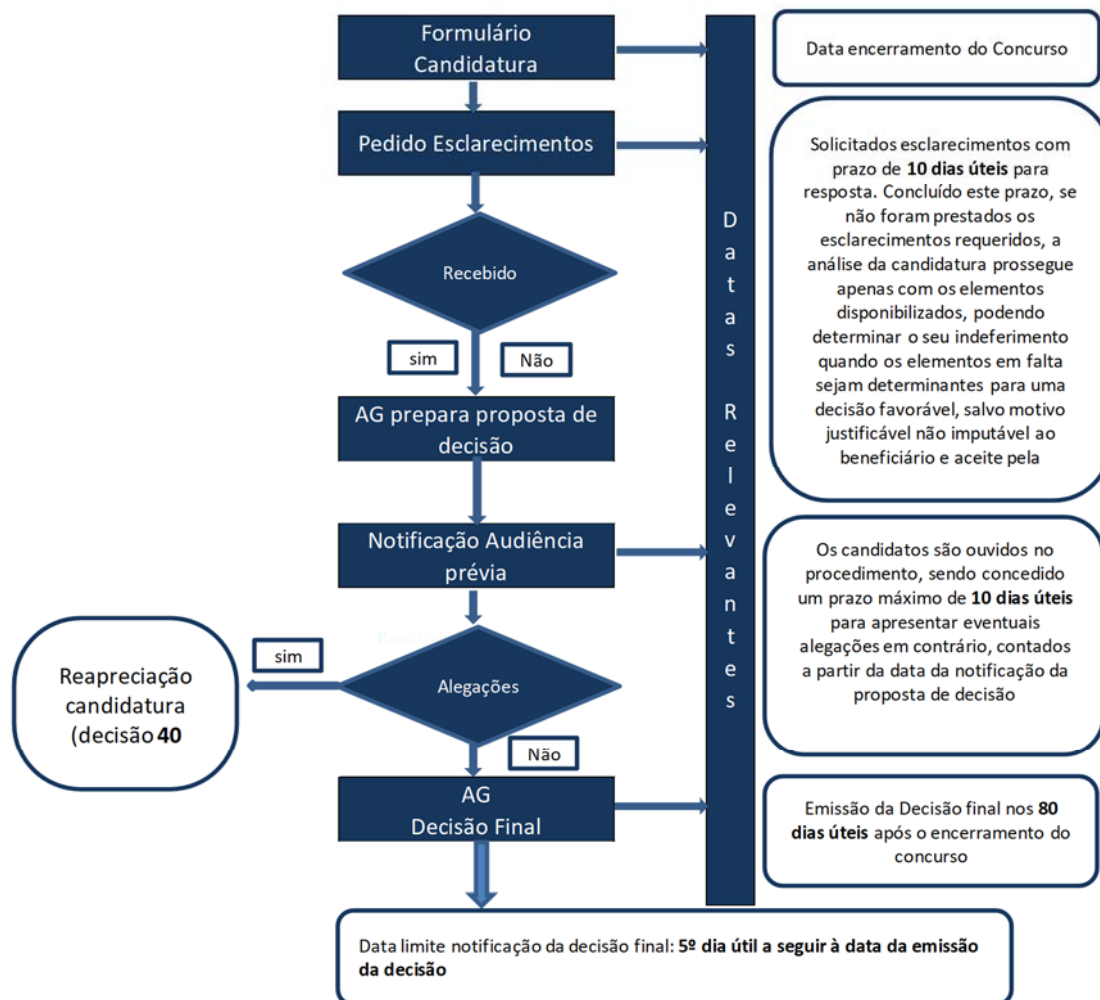 Formulário
Candidatura
Data encerramento do Concurso
Pedido Esclarecimentos
Solicitados esclarecimentos com
prazo de 10 dias úteis para
resposta. Concluído este prazo, se
não foram prestados os
esclarecimentos requeridos, a
análise da candidatura prossegue
apenas com os elementos
disponibilizados, podendo
determinar o seu indeferimento
quando os elementos em falta
sejam determinantes para uma
decisão favorável, salvo motivo
justificável não imputável ao
beneficiário e aceite pela
Datas Relevantes
Recebido
sim
Não
AG prepara proposta de
decisão
Notificação Audiência
prévia
Os candidatos são ouvidos no
procedimento, sendo concedido
um prazo máximo de 10 dias úteis
para apresentar eventuais
alegações em contrário, contados
a partir da data da notificação da
proposta de decisão
Alegações
sim
Reapreciação
candidatura
(decisão 40
Não
AG
Decisão Final
Emissão da Decisão final nos 80
dias úteis após o encerramento do
concurso
Data limite notificação da decisão final: 5º dia útil a seguir à data da emissão
da decisão